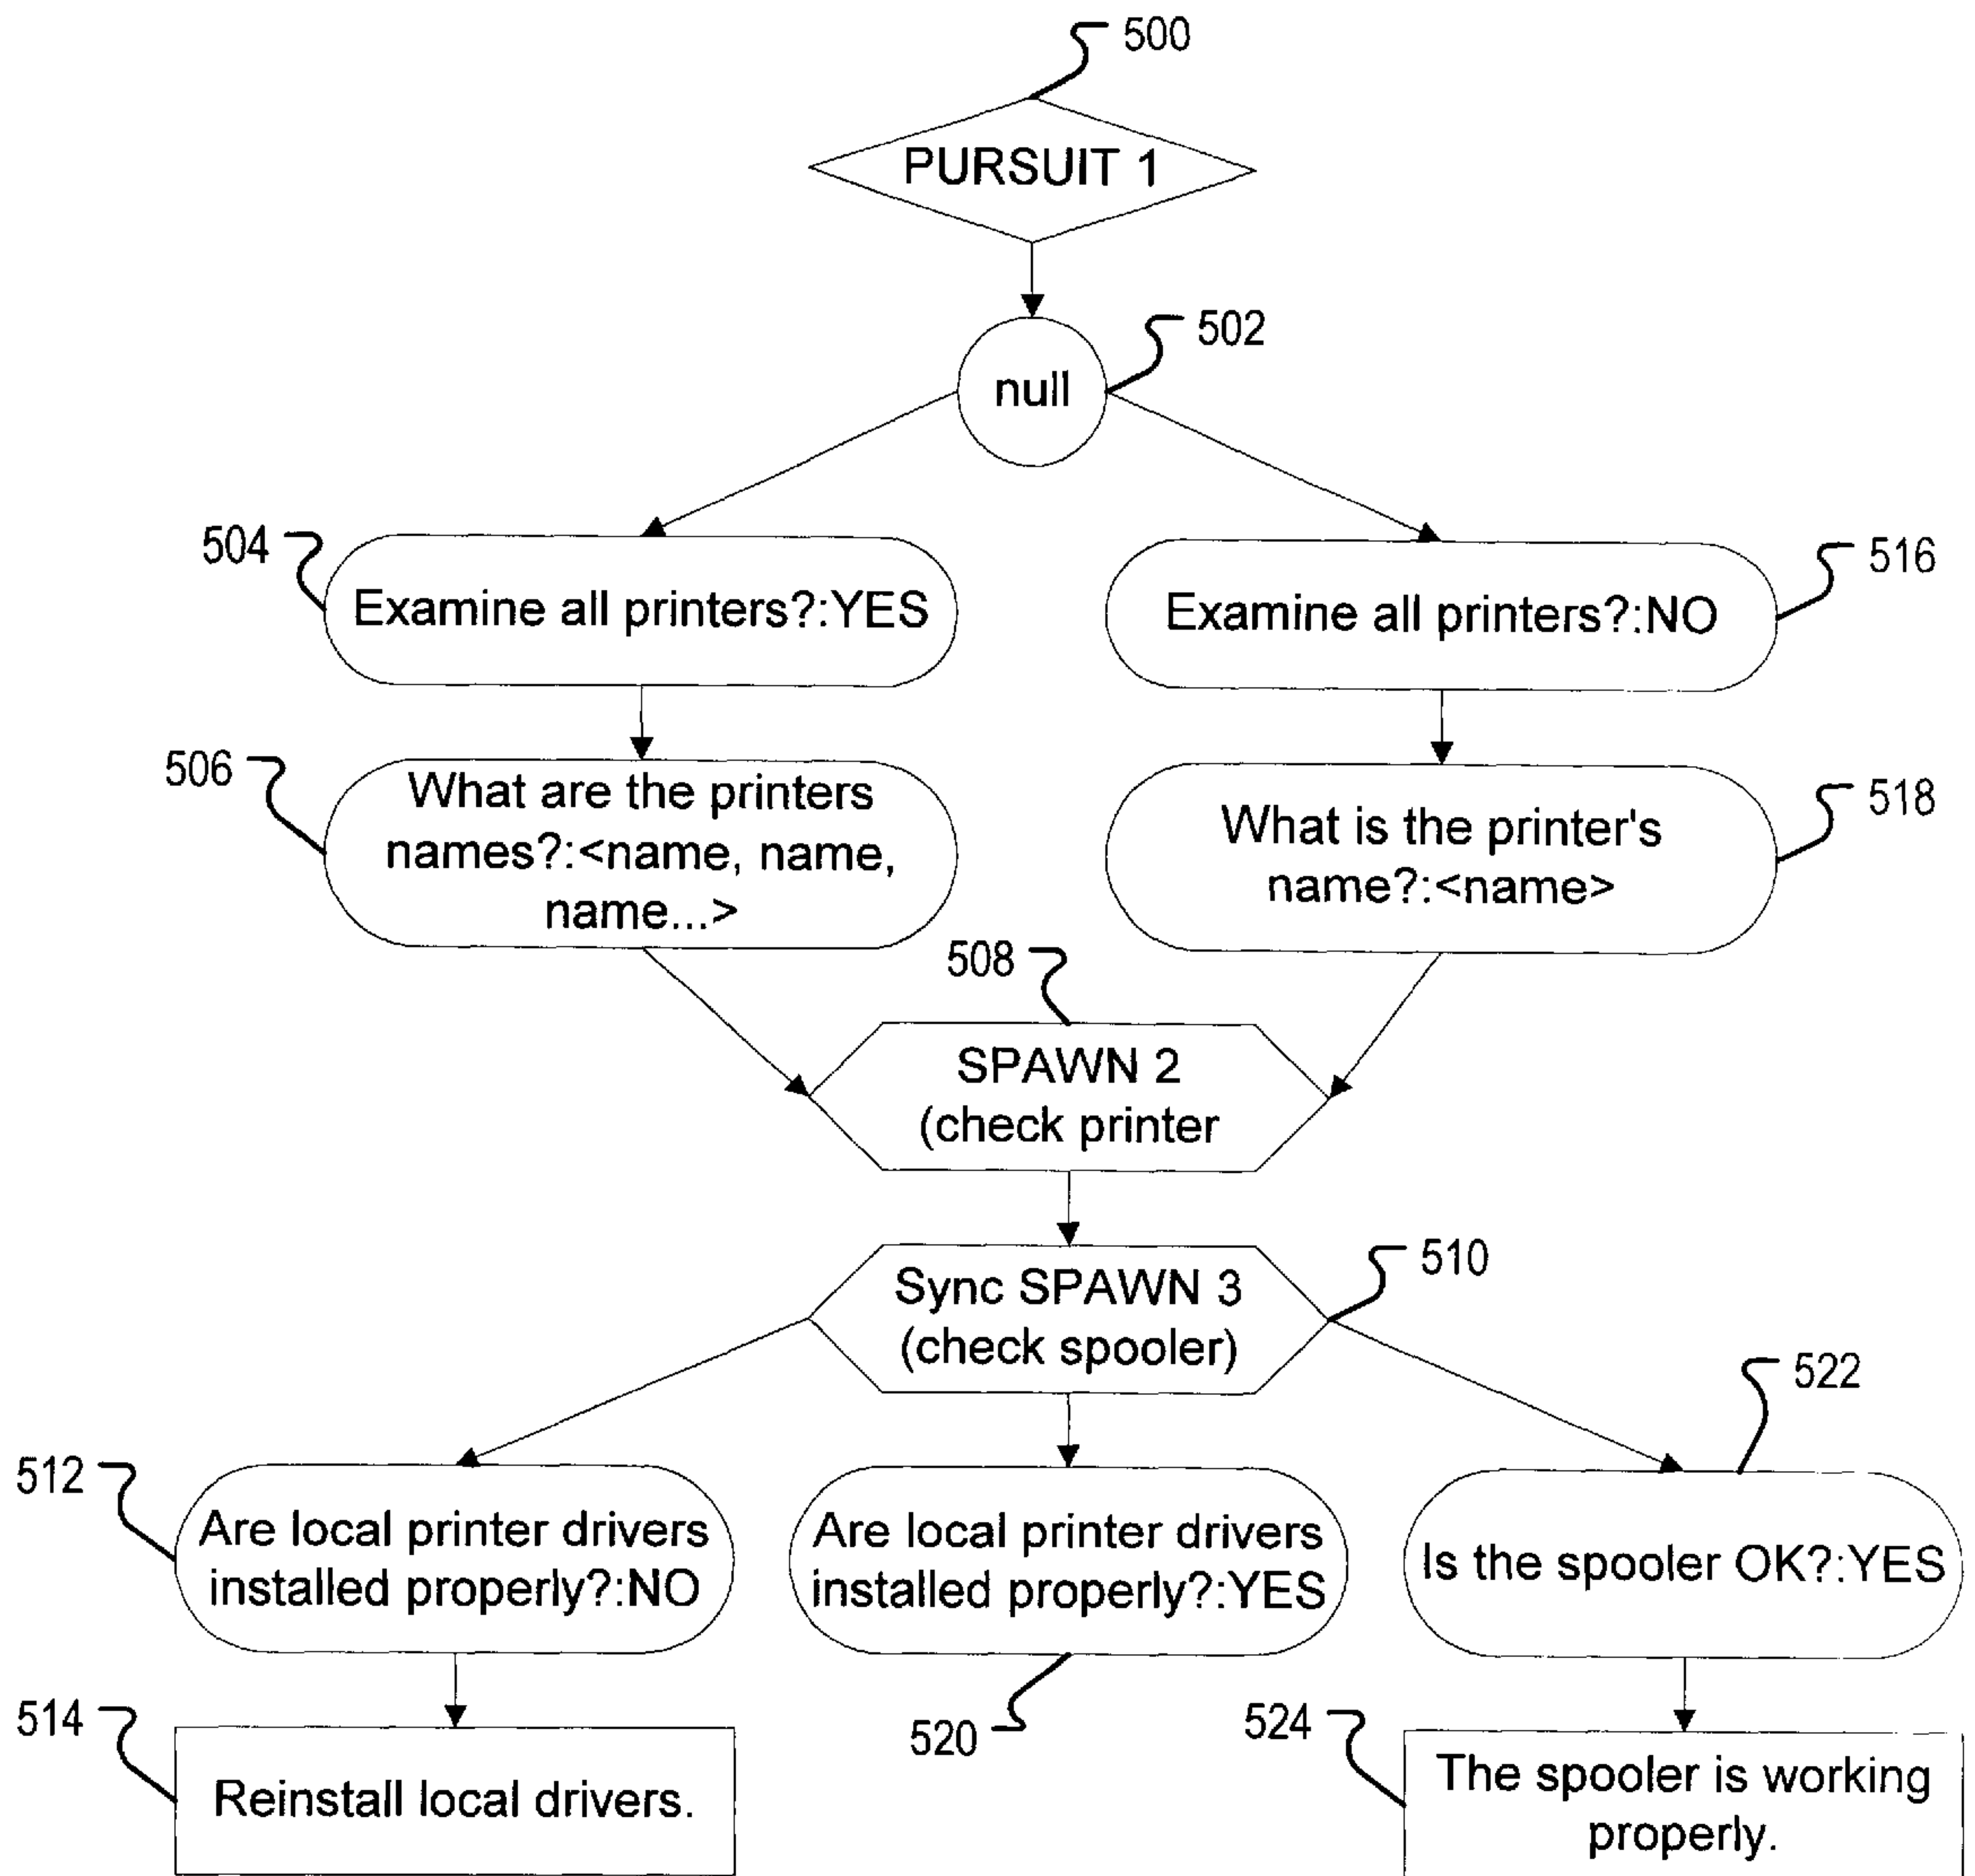 500
PURSUIT 1
502
null
504
Examine all printers?:YES
516
Examine all printers?:NO
506
What are the printers
names?:<name, name,
name...>
518
What is the printer's
name?:<name>
508
SPAWN 2
(check printer
510
Sync SPAWN 3
(check spooler)
512
Are local printer drivers
installed properly?:NO
Are local printer drivers
installed properly?:YES
520
522
Is the spooler OK?:YES
514
Reinstall local drivers.
524
The spooler is working
properly.